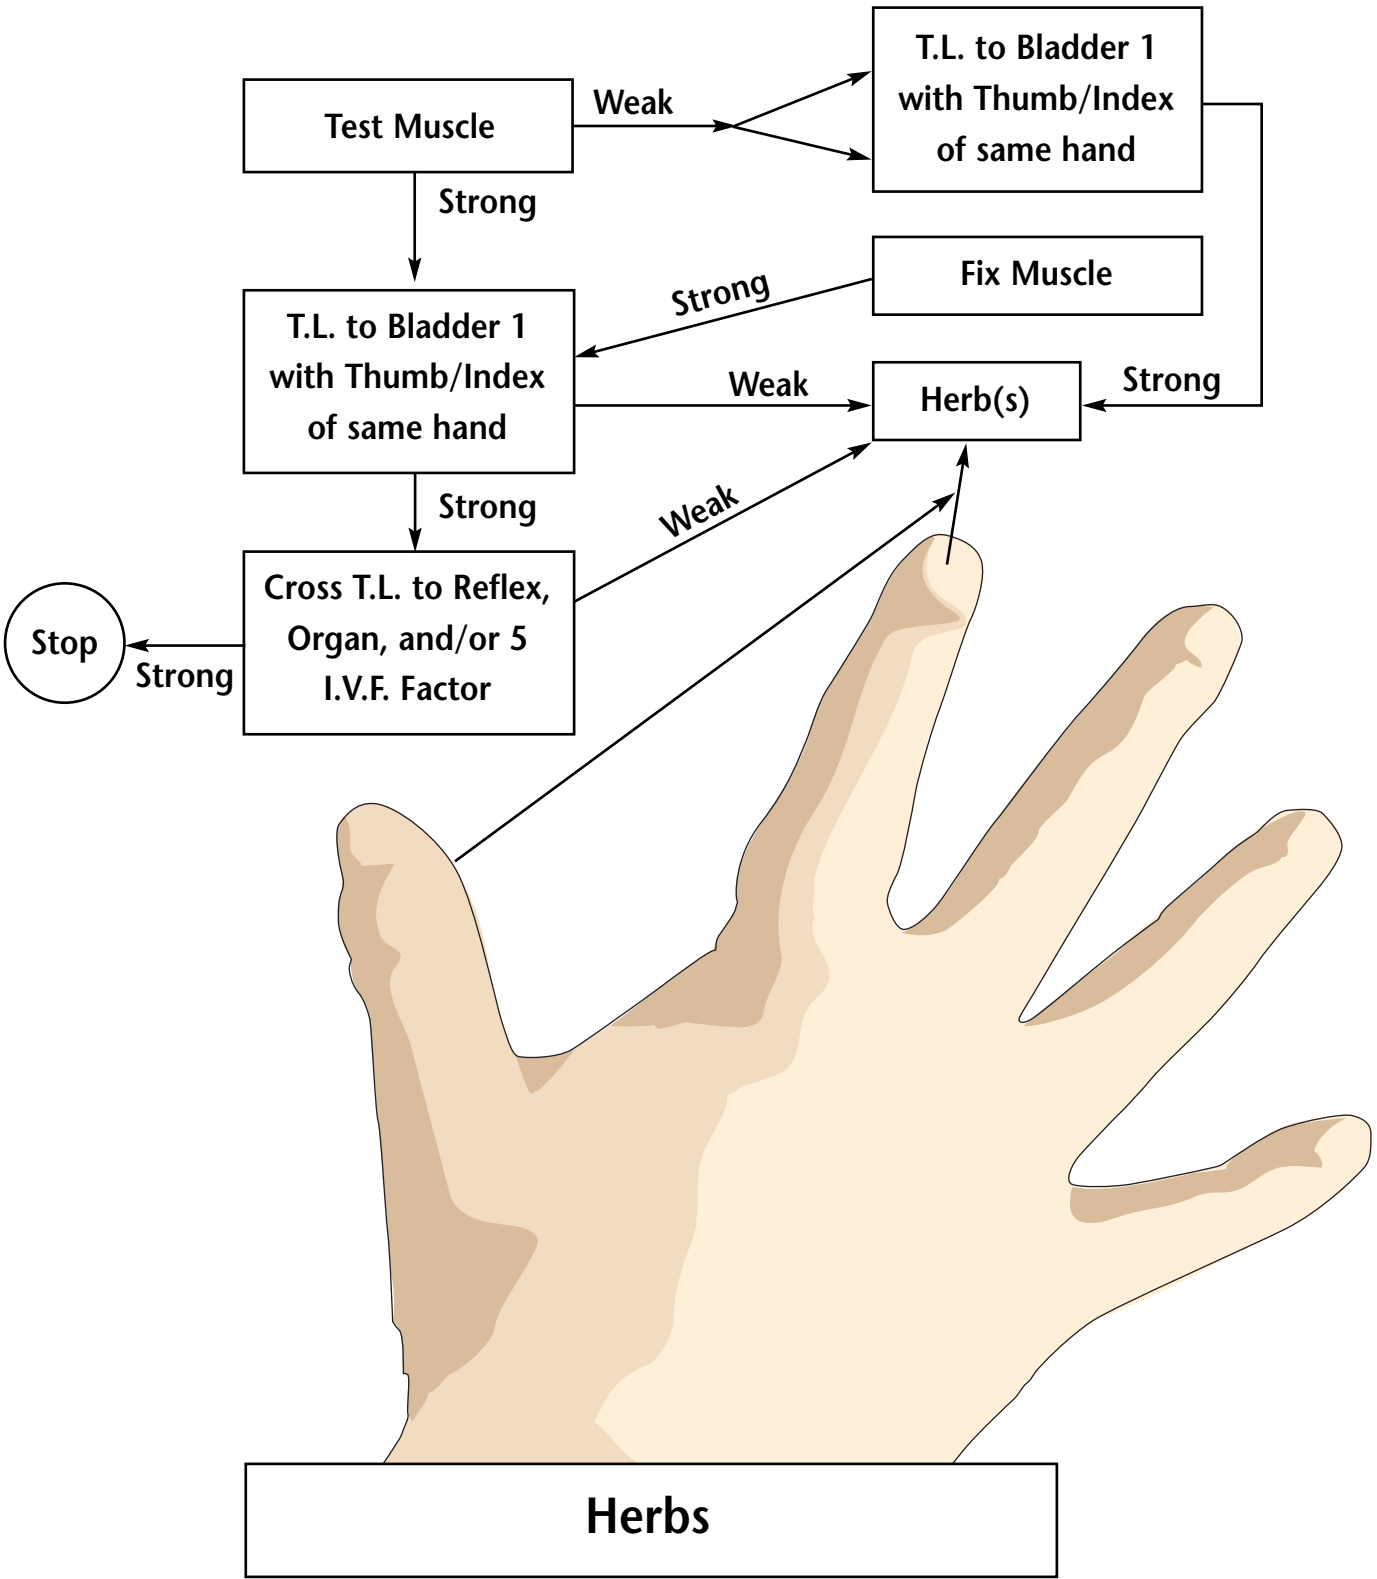 T.L. to Bladder 1
with Thumb/Index
of same hand
Weak
Test Muscle
Strong
Fix Muscle
Strong
T.L. to Bladder 1
with Thumb/Index
of same hand
Weak
Herb(s)
Strong
Strong
Weak
Cross T.L. to Reflex,
Organ, and/or 5
I.V.F. Factor
Stop
Strong
Herbs